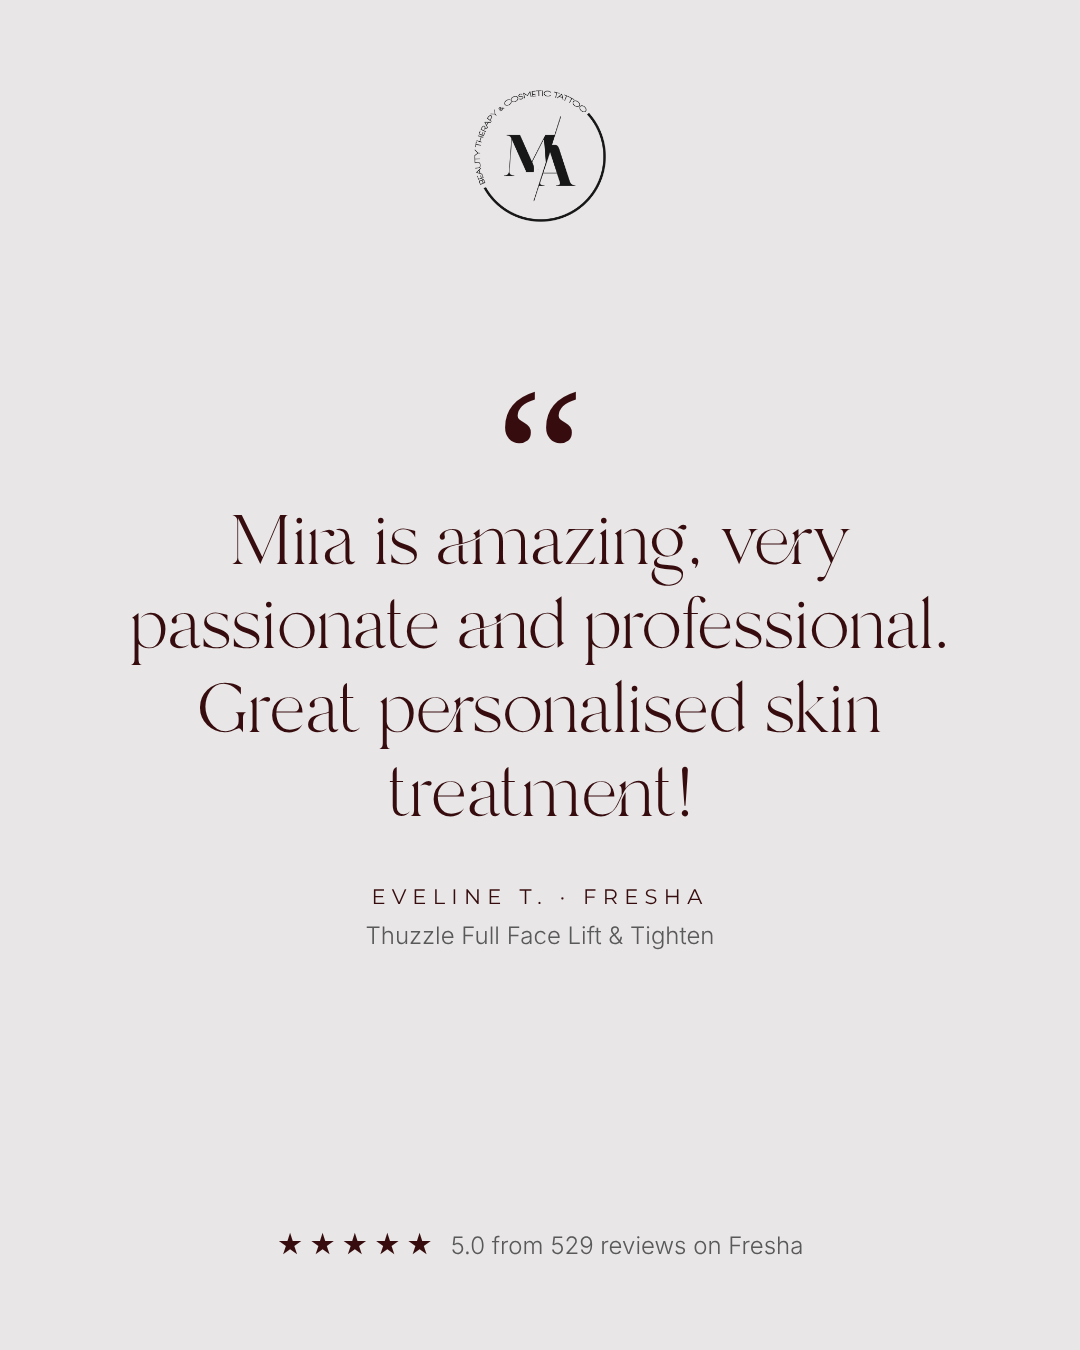 BEAUTY THERAPY & COSMETIC TATTOO
MA
“
Mira is amazing, very
passionate and professional.
Great personalised skin
treatment!
EVELINE T. · FRESHA
Thuzzle Full Face Lift & Tighten
★★★★★ 5.0 from 529 reviews on Fresha